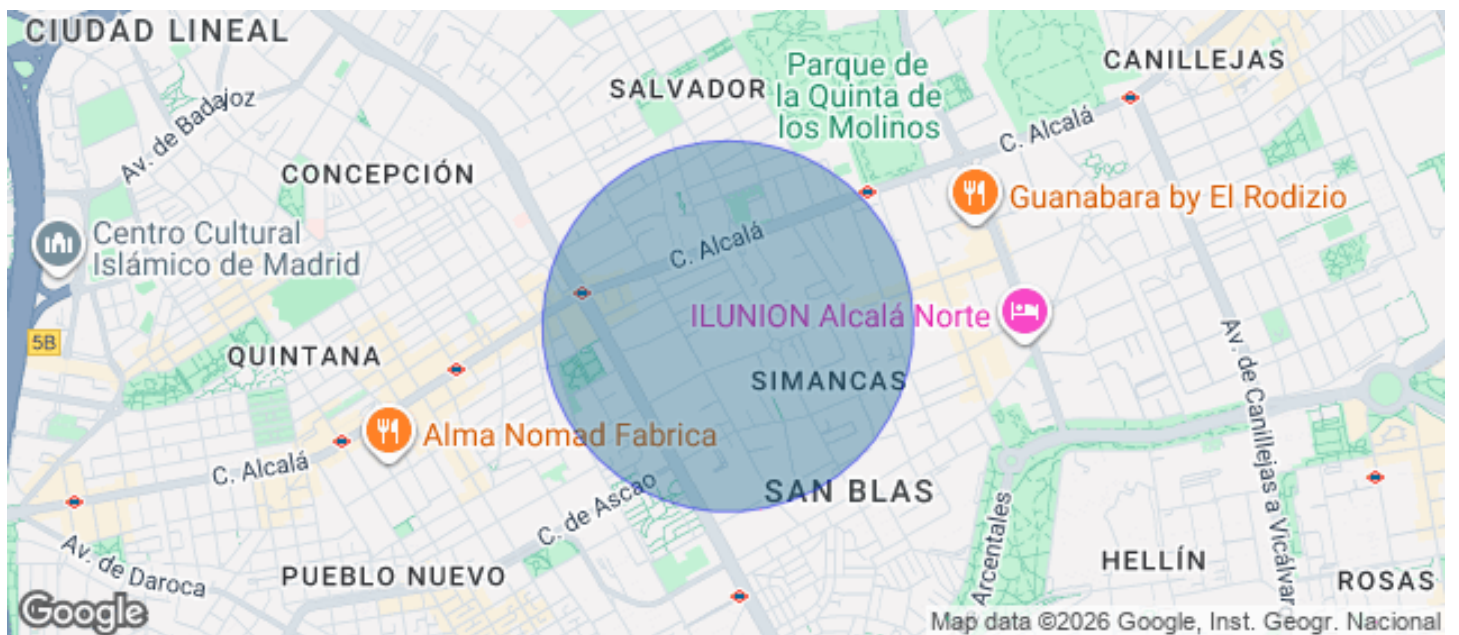 CIUDAD LINEAL
Av. de Badajoz
SALVADOR
Parque de
la Quinta de
los Molinos
CANILLEJAS
C. Alcalá
CONCEPCIÓN
Guanabara by El Rodizio
Centro Cultural
Islámico de Madrid
C. Alcalá
ILUNION Alcalá Norte
5B
QUINTANA
SIMANCAS
Av. de Canillejas a Vicálvaro
Alma Nomad Fabrica
C. Alcalá
C. de Ascao
SAN BLAS
Arcentales
Av. de Daroca
PUEBLO NUEVO
HELLÍN
ROSAS
Google
Map data ©2026 Google, Inst. Geogr. Nacional